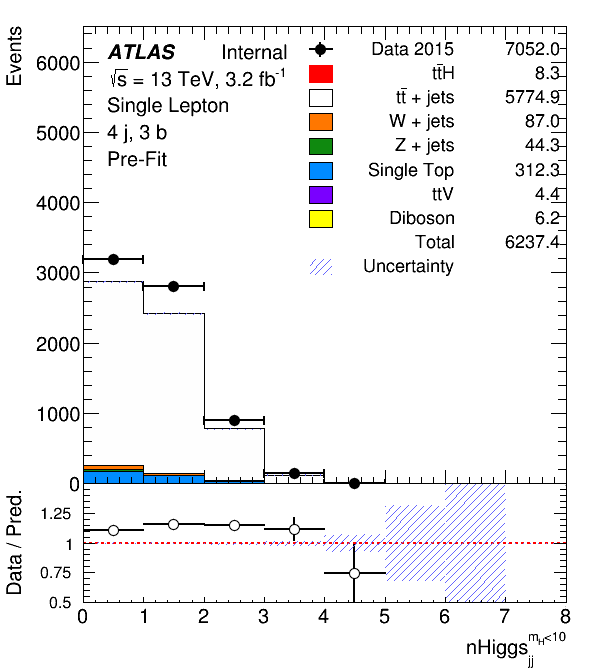 Events
6000
5000
4000
3000
2000
1000
0
ATLAS Internal
√s = 13 TeV, 3.2 fb⁻¹
Single Lepton
4 j, 3 b
Pre-Fit
Data 2015 7052.0
tt̄H 8.3
tt̄ + jets 5774.9
W + jets 87.0
Z + jets 44.3
Single Top 312.3
ttV 4.4
Diboson 6.2
Total 6237.4
Uncertainty
Data / Pred.
1.25
1
0.75
0.5
0 1 2 3 4 5 6 7 8
nHiggs_jj^m_H<10